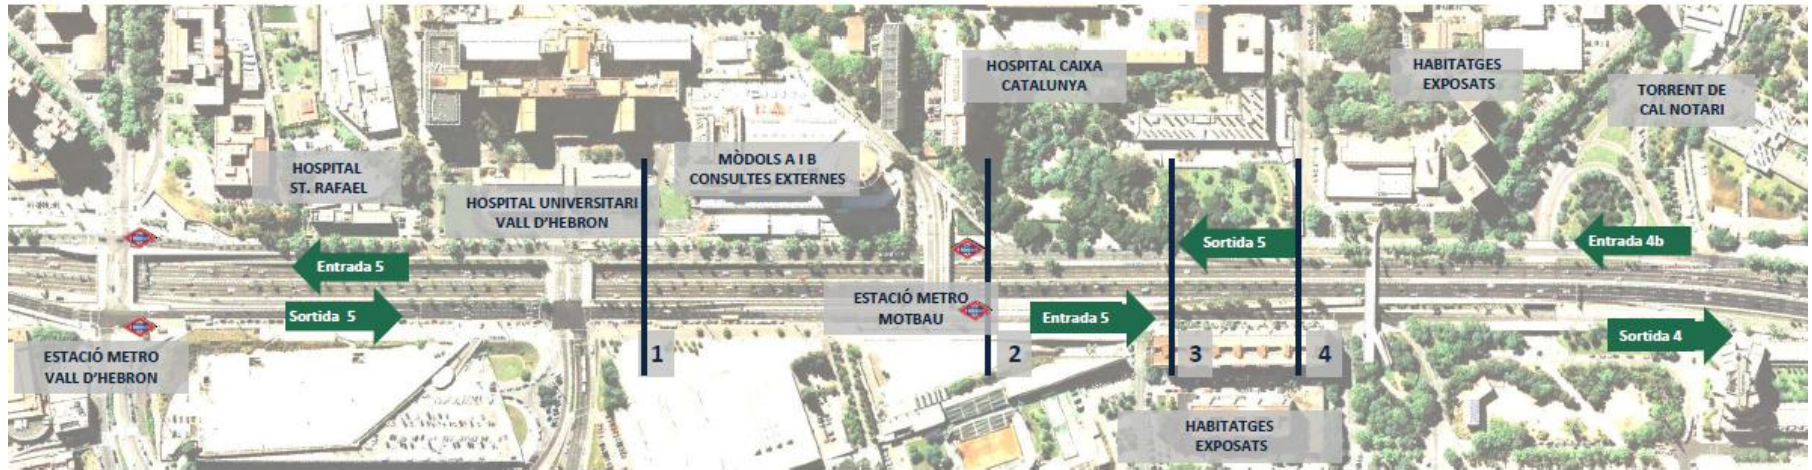 HOSPITAL CAIXA
CATALUNYA
HABITATGES
EXPOSATS
TORRENT DE
CAL NOTARI
HOSPITAL
ST. RAFAEL
MÒDOLS A I B
CONSULTES EXTERNES
HOSPITAL UNIVERSITARI
VALL D'HEBRON
Entrada 5
Sortida 5
Sortida 5
Entrada 4b
ESTACIÓ METRO
MOTBAU
Entrada 5
Sortida 4
ESTACIÓ METRO
VALL D'HEBRON
1
2
3
4
HABITATGES
EXPOSATS